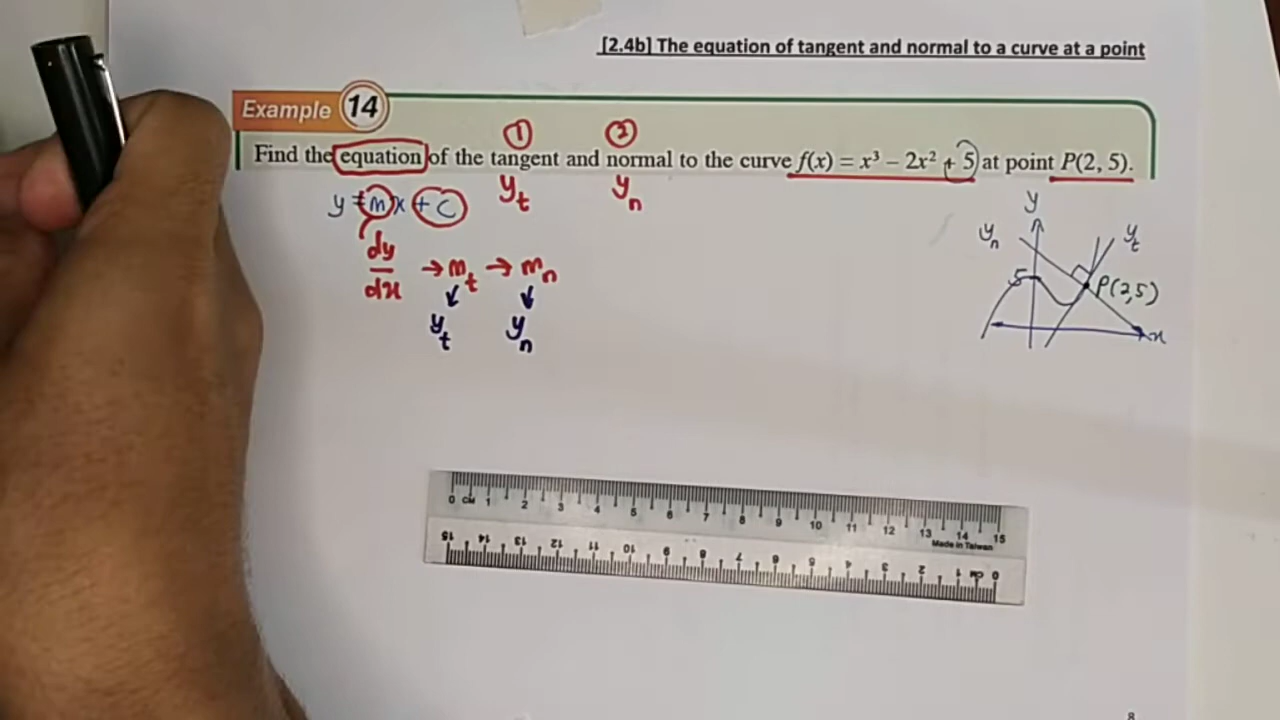 [2.4b] The equation of tangent and normal to a curve at a point
Example 14
① ②
Find the equation of the tangent and normal to the curve f(x) = x³ – 2x² + 5 at point P(2, 5).
y = mx + c
yt yn
dy/dx → mt → mn
yt yn
y
yn yt
5
P(2,5)
x
0 CM 1 2 3 4 5 6 7 8 9 10 11 12 13 14 15
Made in Taiwan
15 14 13 12 11 10 9 8 7 6 5 4 3 2 1 CM 0
8